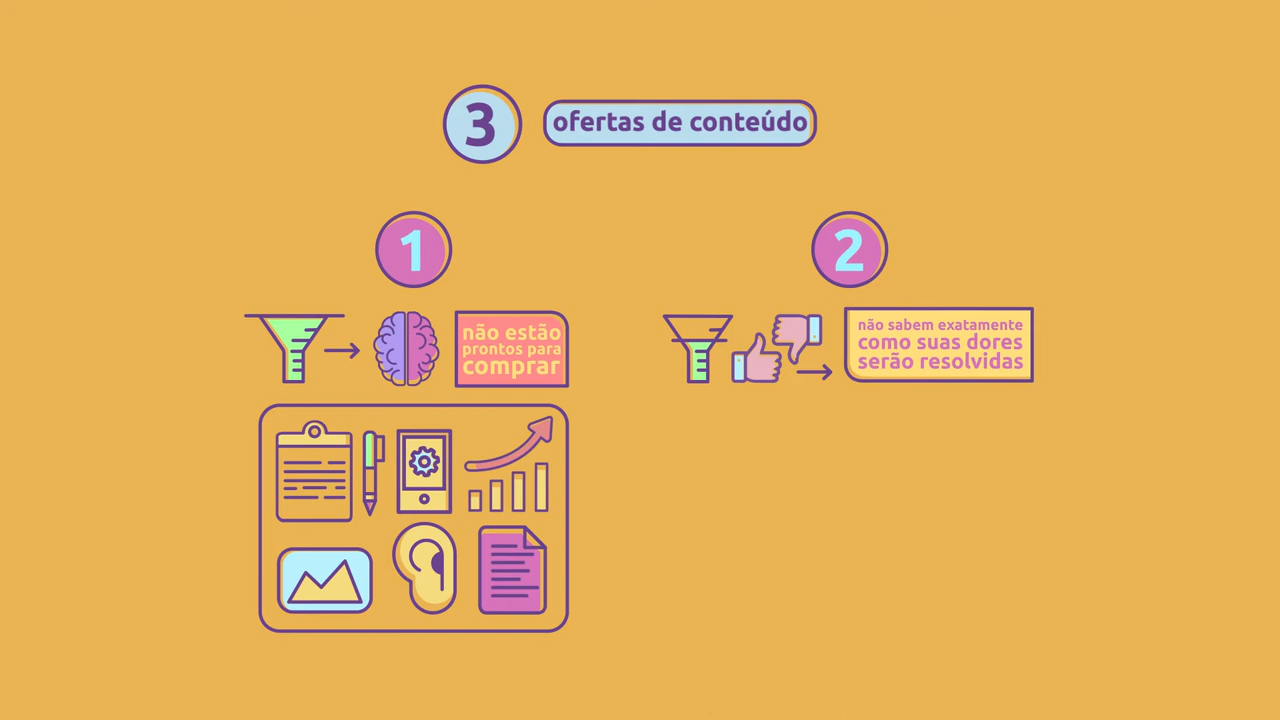 3
ofertas de conteúdo
1
2
não estão
prontos para
comprar
não sabem exatamente
como suas dores
serão resolvidas